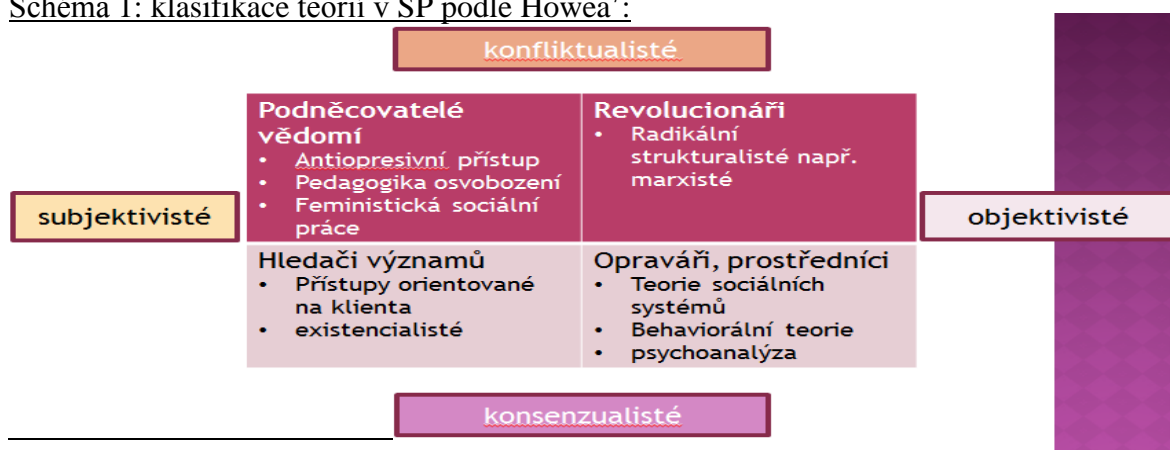 Schéma 1: klasifikace teorií v SP podle Howea¹:
konfliktualisté
Podněcovatelé
vědomí
• Antiopresivní přístup
• Pedagogika osvobození
• Feministická sociální
práce
Revolucionáři
• Radikální
strukturalisté např.
marxisté
subjektivisté
objektivisté
Hledači významů
• Přístupy orientované
na klienta
• existencialisté
Opraváři, prostředníci
• Teorie sociálních
systémů
• Behaviorální teorie
• psychoanalýza
konsenzualisté